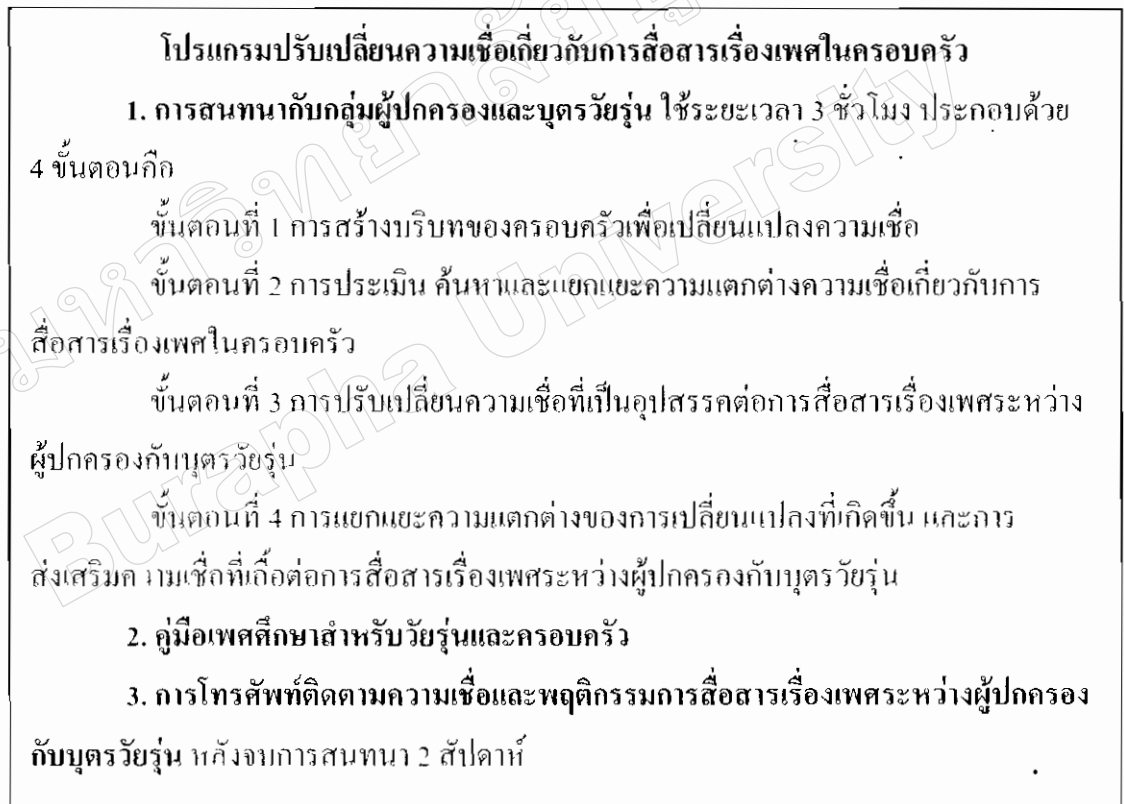 โปรแกรมปรับเปลี่ยนความเชื่อเกี่ยวกับการสื่อสารเรื่องเพศในครอบครัว
1. การสนทนากับกลุ่มผู้ปกครองและบุตรวัยรุ่น ใช้ระยะเวลา 3 ชั่วโมง ประกอบด้วย
4 ขั้นตอนคือ
ขั้นตอนที่ 1 การสร้างบริบทของครอบครัวเพื่อเปลี่ยนแปลงความเชื่อ
ขั้นตอนที่ 2 การประเมิน ค้นหาและแยกแยะความแตกต่างความเชื่อเกี่ยวกับการ
สื่อสารเรื่องเพศในครอบครัว
ขั้นตอนที่ 3 การปรับเปลี่ยนความเชื่อที่เป็นอุปสรรคต่อการสื่อสารเรื่องเพศระหว่าง
ผู้ปกครองกับบุตรวัยรุ่น
ขั้นตอนที่ 4 การแยกแยะความแตกต่างของการเปลี่ยนแปลงที่เกิดขึ้น และการ
ส่งเสริมความเชื่อที่เอื้อต่อการสื่อสารเรื่องเพศระหว่างผู้ปกครองกับบุตรวัยรุ่น
2. คู่มือเพศศึกษาสำหรับวัยรุ่นและครอบครัว
3. การโทรศัพท์ติดตามความเชื่อและพฤติกรรมการสื่อสารเรื่องเพศระหว่างผู้ปกครอง
กับบุตรวัยรุ่น หลังจบการสนทนา 2 สัปดาห์
Burapha University